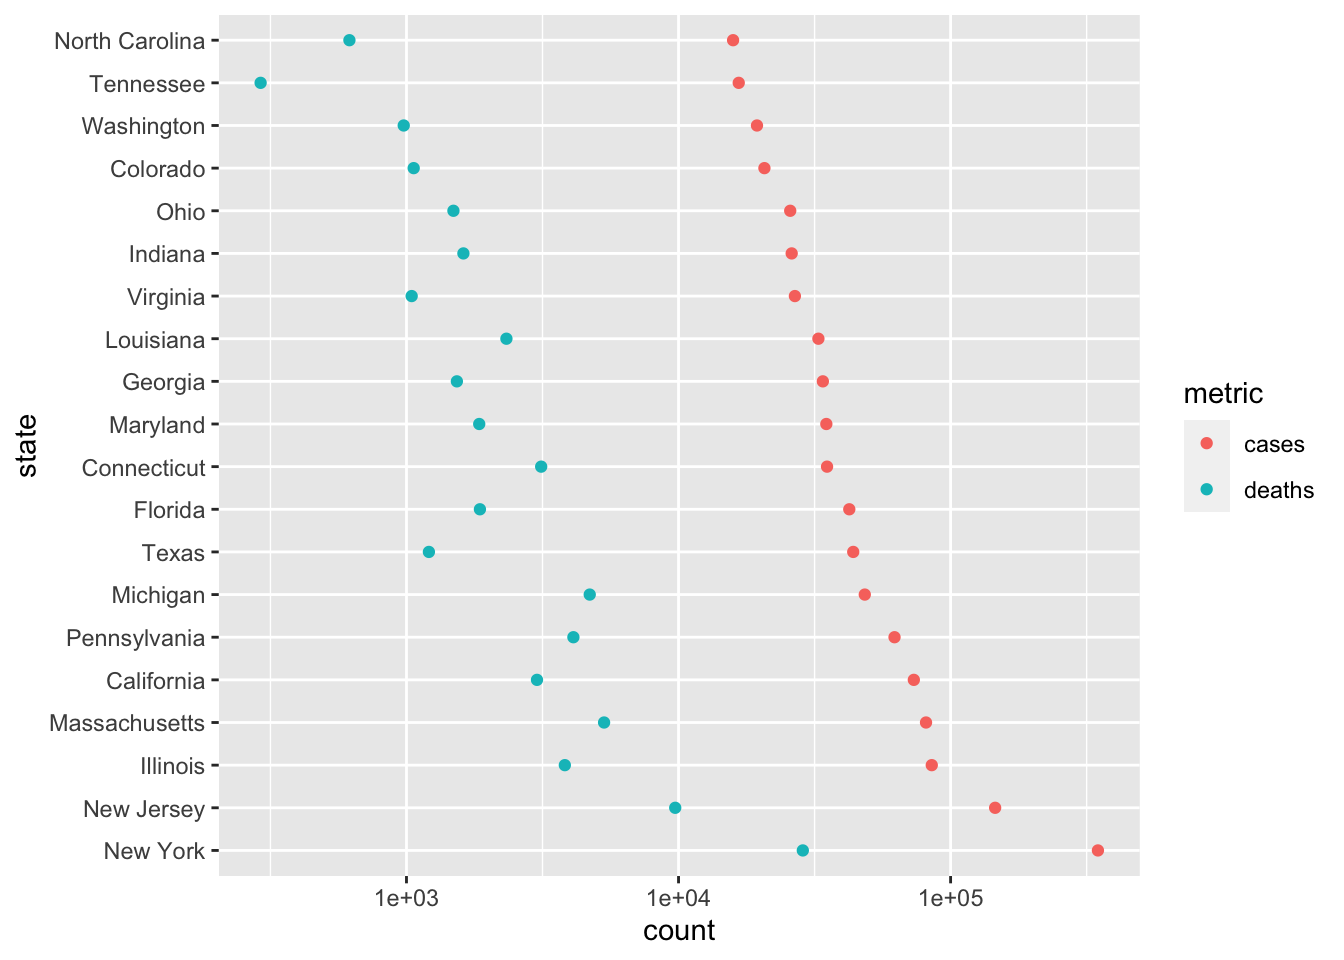 North Carolina
Tennessee
Washington
Colorado
Ohio
Indiana
Virginia
Louisiana
Georgia
Maryland
Connecticut
Florida
Texas
Michigan
Pennsylvania
California
Massachusetts
Illinois
New Jersey
New York
state
1e+03 1e+04 1e+05
count
metric
cases
deaths